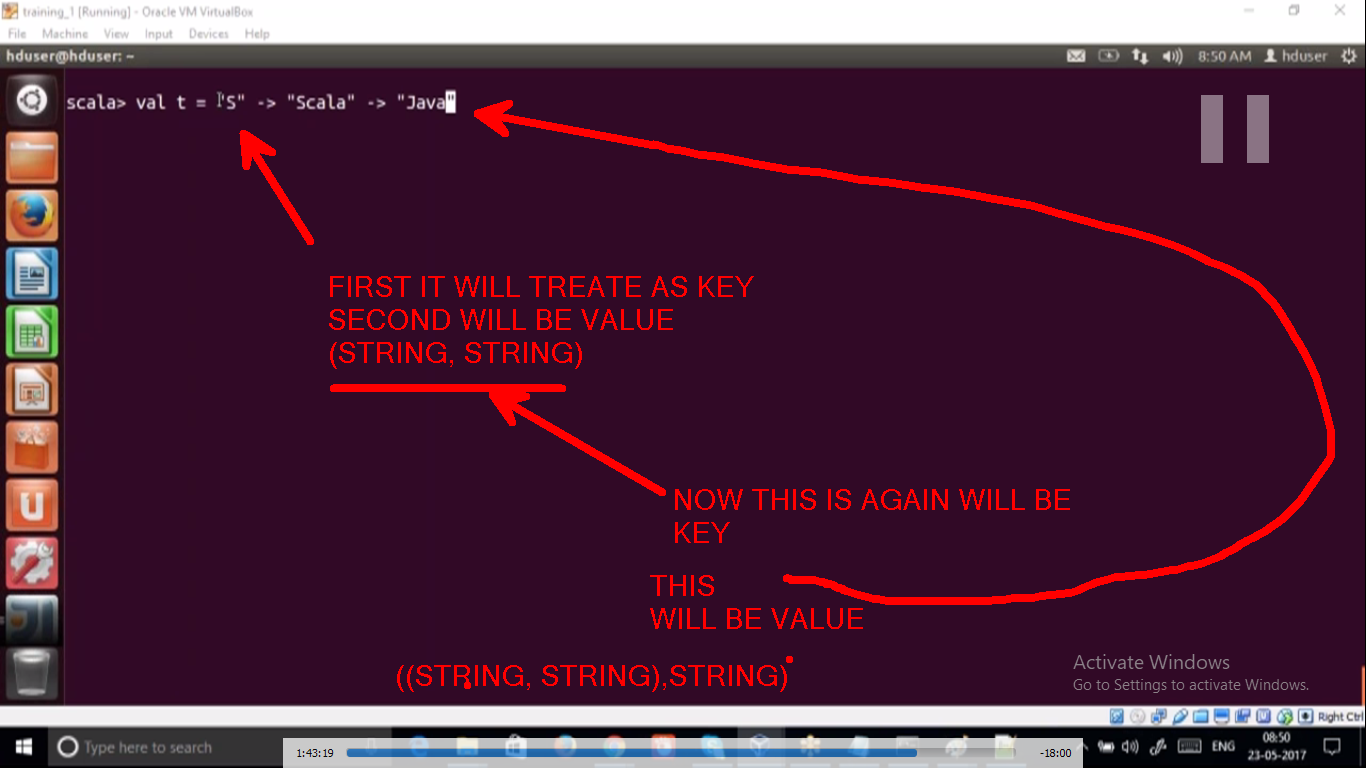 training_1 [Running] - Oracle VM VirtualBox
File Machine View Input Devices Help
hduser@hduser: ~
8:50 AM hduser
scala> val t = "S" -> "Scala" -> "Java"
FIRST IT WILL TREATE AS KEY
SECOND WILL BE VALUE
(STRING, STRING)
NOW THIS IS AGAIN WILL BE
KEY
THIS
WILL BE VALUE
((STRING, STRING),STRING)
Activate Windows
Go to Settings to activate Windows.
Right Ctrl
Type here to search
1:43:19
-18:00
ENG
08:50
23-05-2017